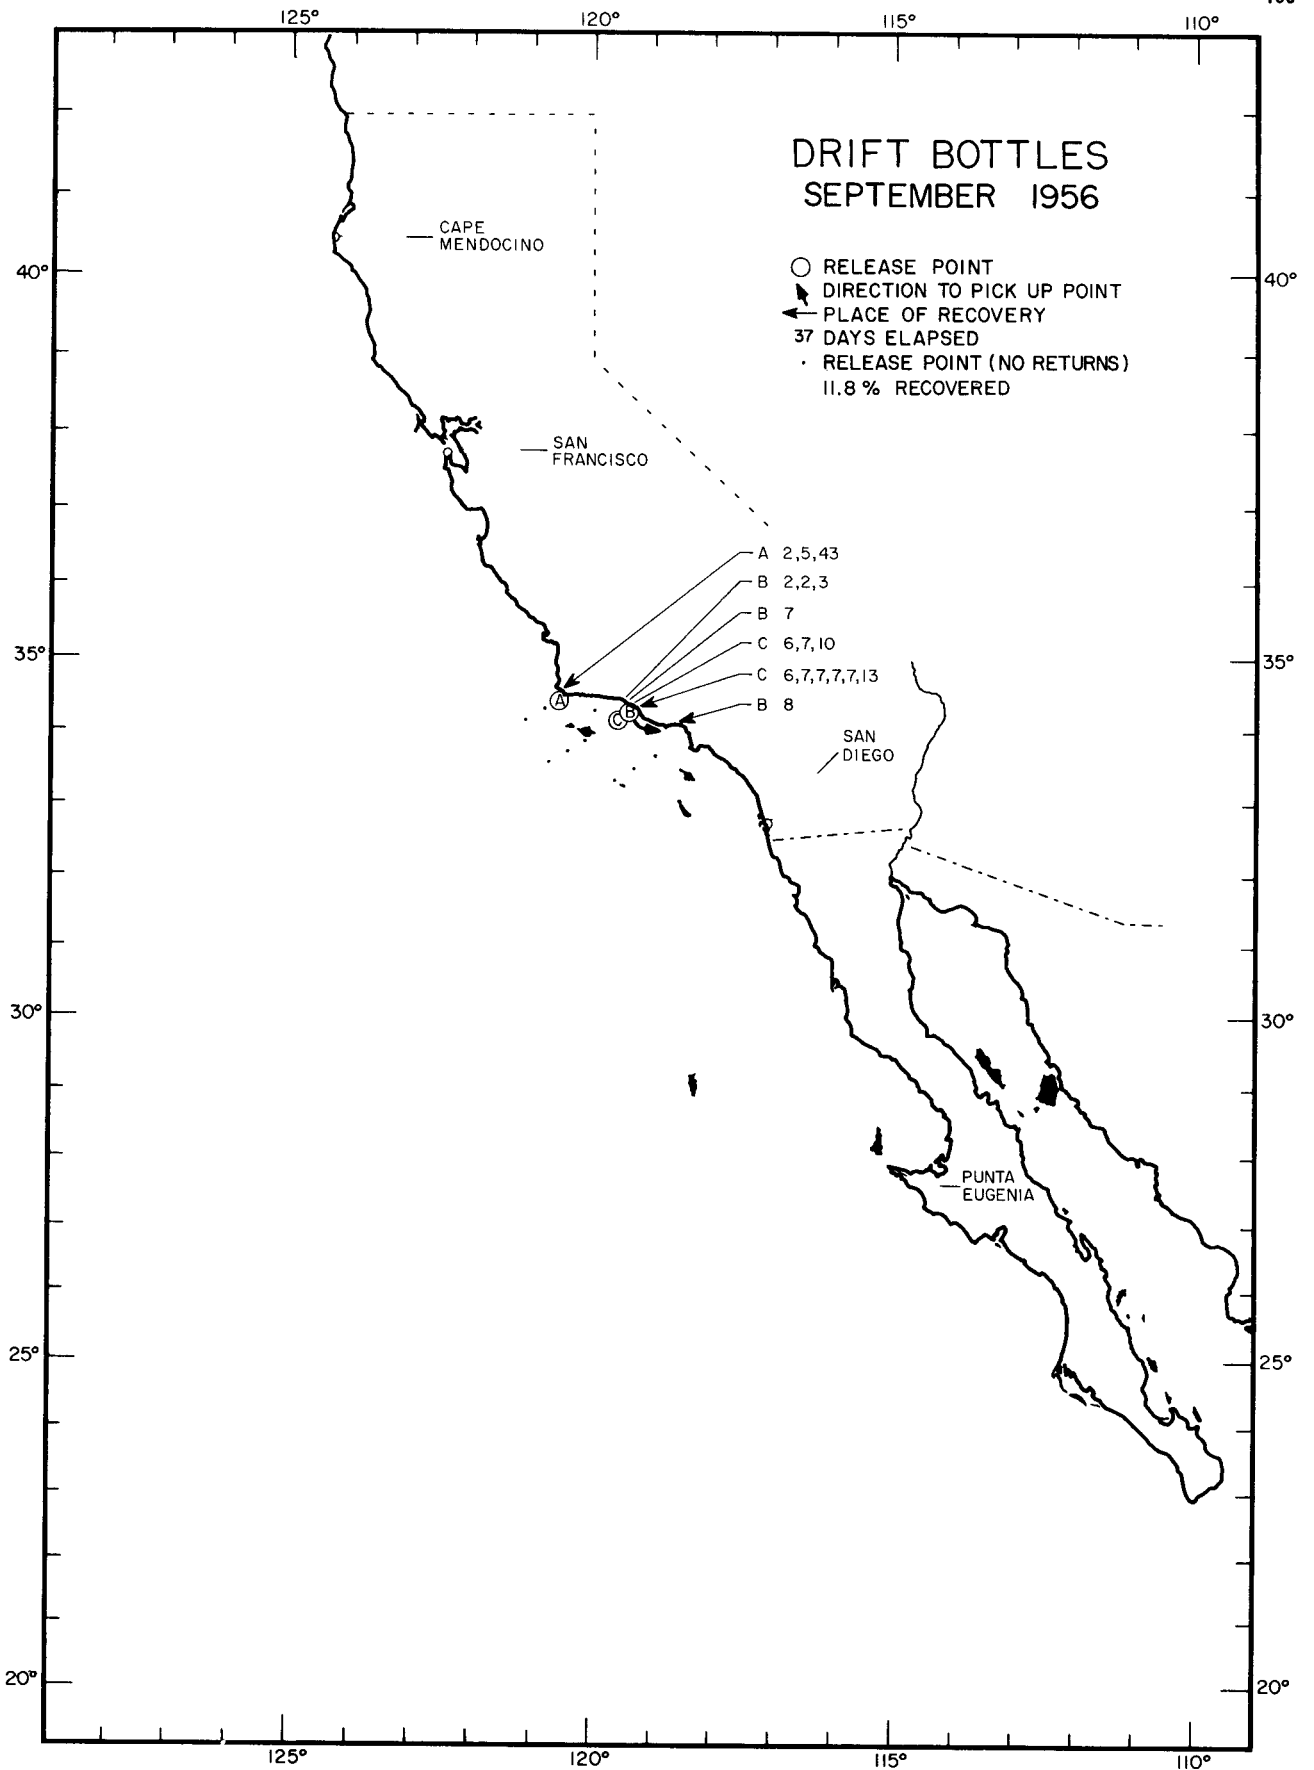 125° 120° 115° 110°
DRIFT BOTTLES
SEPTEMBER 1956
RELEASE POINT
DIRECTION TO PICK UP POINT
PLACE OF RECOVERY
37 DAYS ELAPSED
RELEASE POINT (NO RETURNS)
11.8 % RECOVERED
CAPE
MENDOCINO
40° 40°
SAN
FRANCISCO
A 2,5,43
B 2,2,3
B 7
C 6,7,10
C 6,7,7,7,7,13
B 8
35° 35°
A
B
C
SAN
DIEGO
30° 30°
PUNTA
EUGENIA
25° 25°
20° 20°
125° 120° 115° 110°